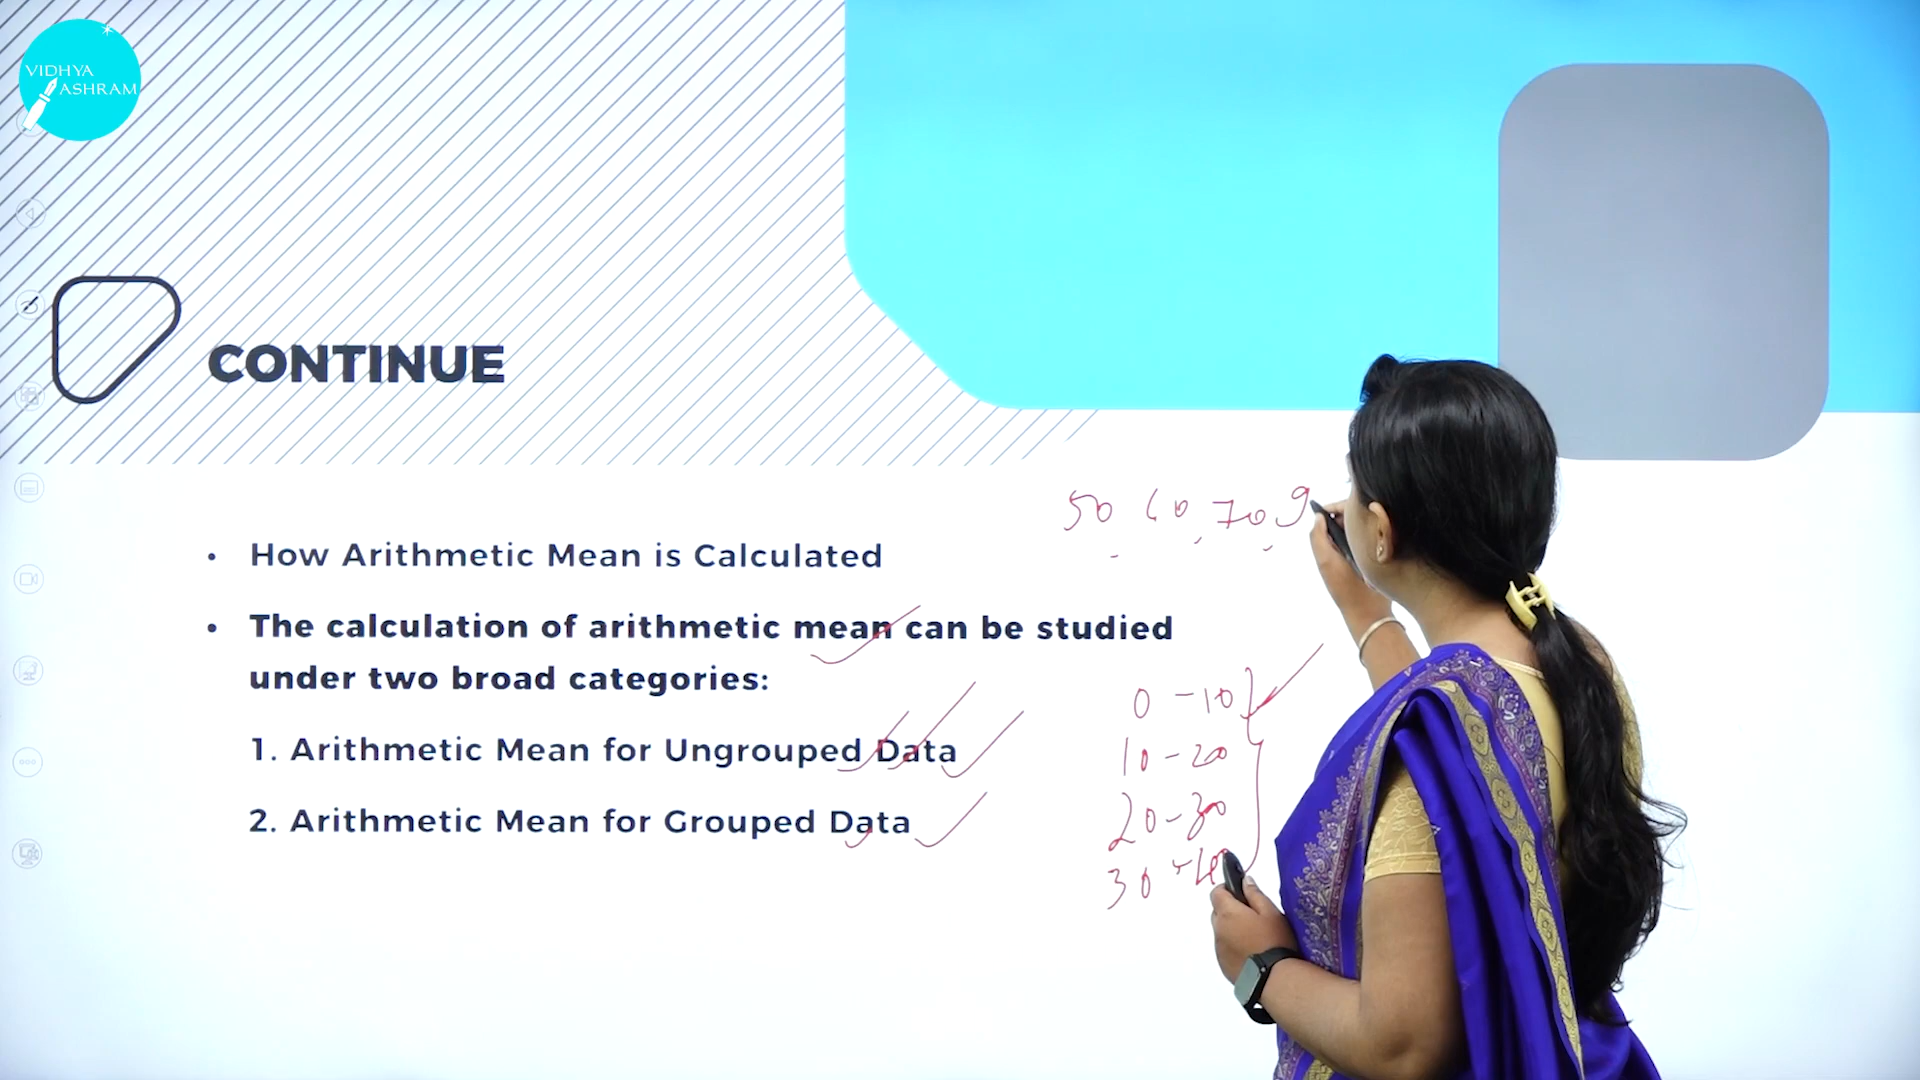 VIDHYA
ASHRAM
CONTINUE
50 60, 70, 9
• How Arithmetic Mean is Calculated
• The calculation of arithmetic mean can be studied
under two broad categories:
1. Arithmetic Mean for Ungrouped Data
2. Arithmetic Mean for Grouped Data
0 - 10
10 - 20
20 - 30
30 - 40